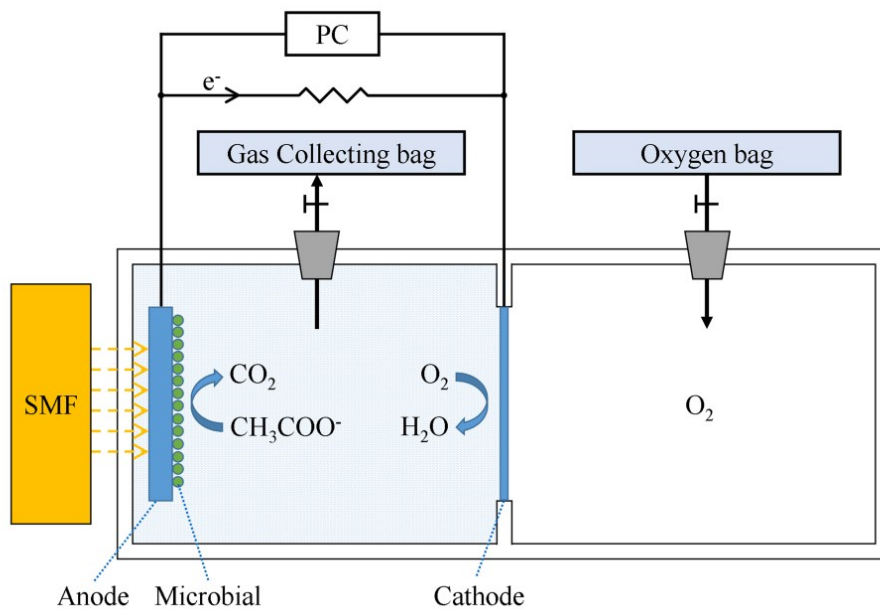 PC
e⁻
Gas Collecting bag
Oxygen bag
SMF
CO₂
CH₃COO⁻
O₂
H₂O
O₂
Anode
Microbial
Cathode